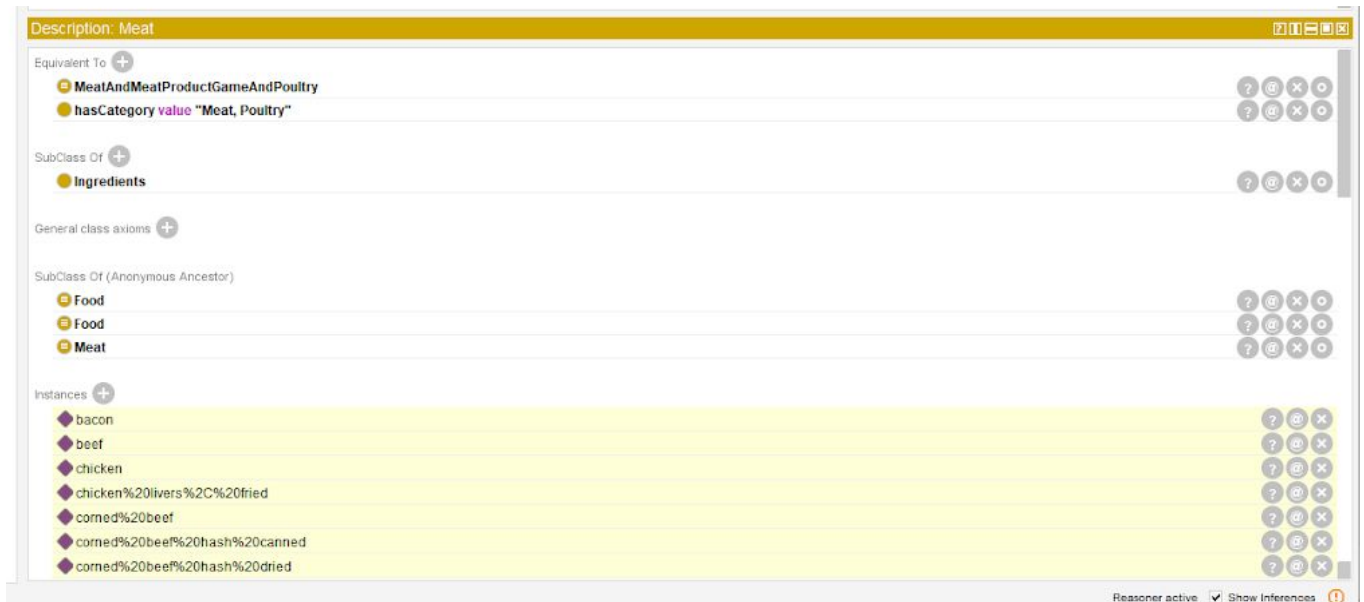 Description: Meat
Equivalent To
MeatAndMeatProductGameAndPoultry
hasCategory value "Meat, Poultry"
SubClass Of
Ingredients
General class axioms
SubClass Of (Anonymous Ancestor)
Food
Food
Meat
Instances
bacon
beef
chicken
chicken%20livers%2C%20fried
corned%20beef
corned%20beef%20hash%20canned
corned%20beef%20hash%20dried
Reasoner active Show Inferences